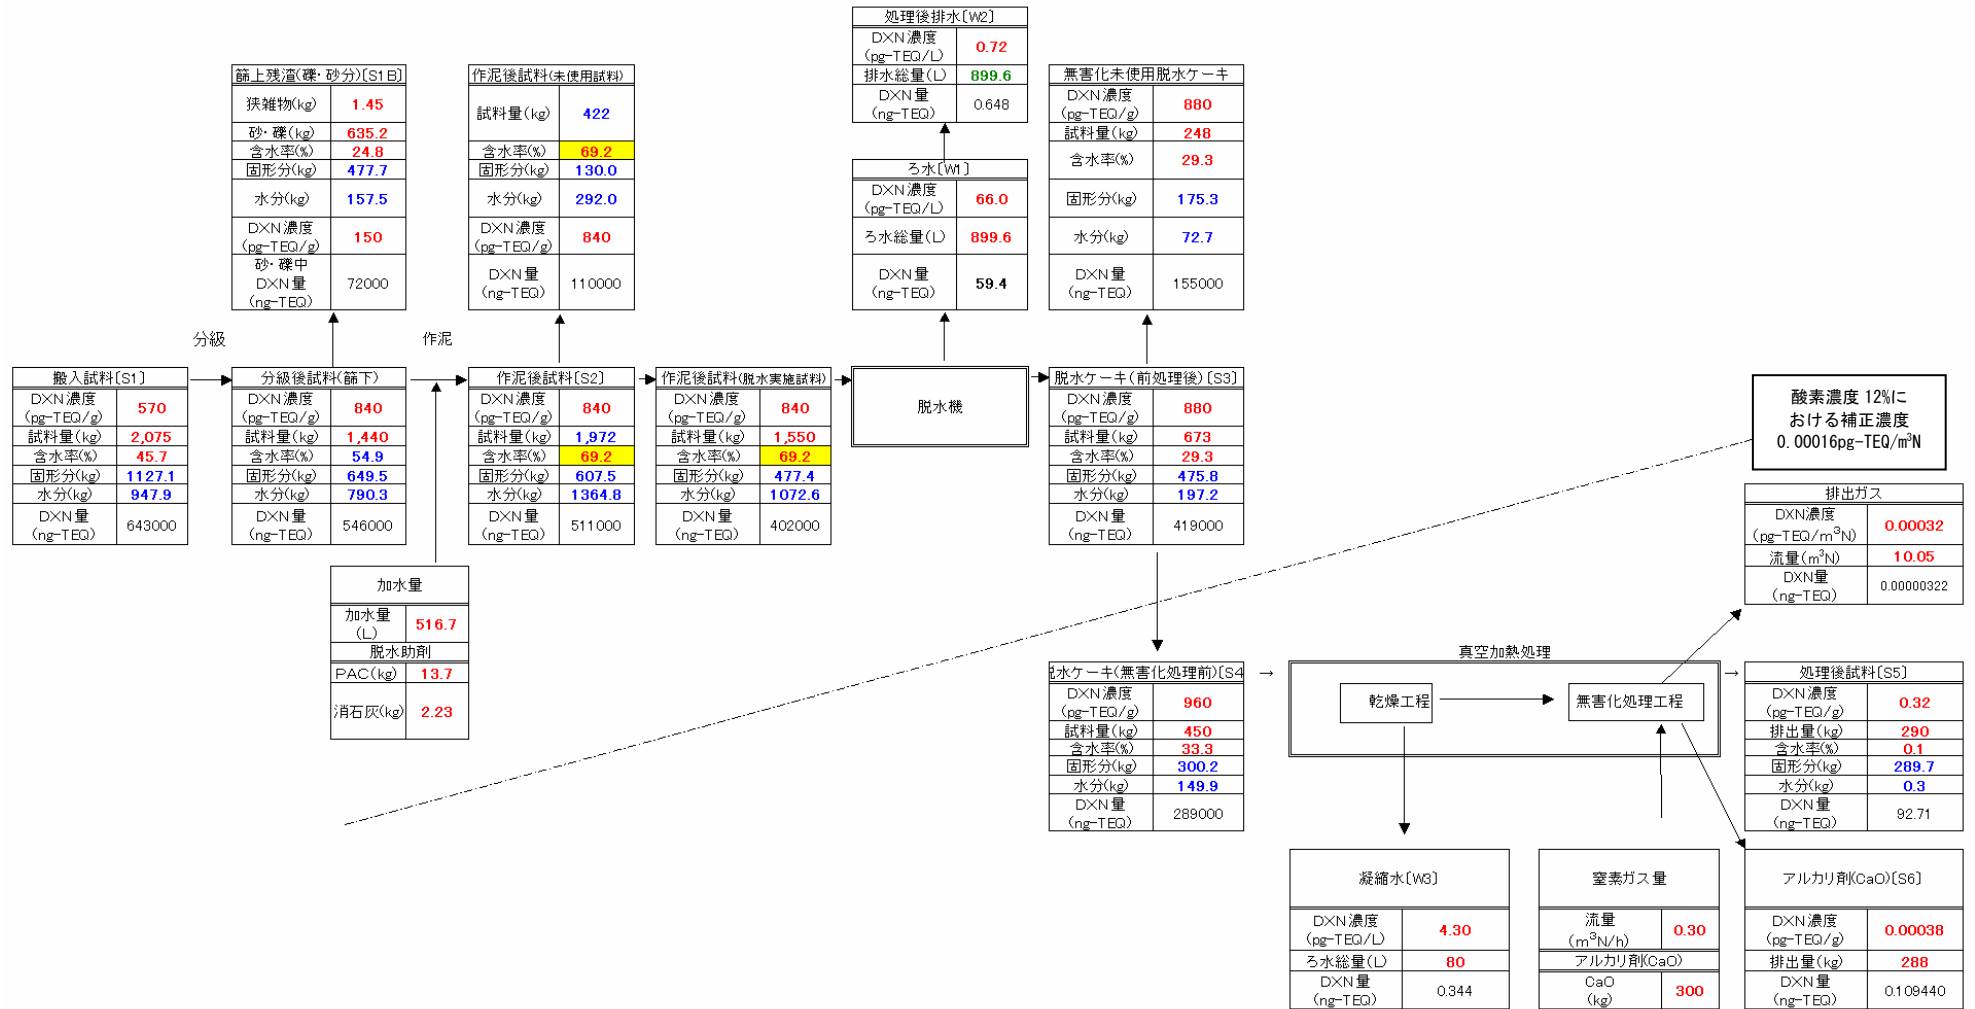 処理後排水〔W2〕
DXN濃度
(pg-TEQ/L)
0.72
排水総量(L)
899.6
DXN量
(ng-TEQ)
0.648
篩上残渣(礫・砂分)〔S1B〕
狭雑物(kg)
1.45
砂・礫(kg)
635.2
含水率(%)
24.8
固形分(kg)
477.7
水分(kg)
157.5
DXN濃度
(pg-TEQ/g)
150
砂・礫中
DXN量
(ng-TEQ)
72000
作泥後試料(未使用試料)
試料量(kg)
422
含水率(%)
69.2
固形分(kg)
130.0
水分(kg)
292.0
DXN濃度
(pg-TEQ/g)
840
DXN量
(ng-TEQ)
110000
ろ水〔W1〕
DXN濃度
(pg-TEQ/L)
66.0
ろ水総量(L)
899.6
DXN量
(ng-TEQ)
59.4
無害化未使用脱水ケーキ
DXN濃度
(pg-TEQ/g)
880
試料量(kg)
248
含水率(%)
29.3
固形分(kg)
175.3
水分(kg)
72.7
DXN量
(ng-TEQ)
155000
分級
作泥
搬入試料〔S1〕
DXN濃度
(pg-TEQ/g)
570
試料量(kg)
2,075
含水率(%)
45.7
固形分(kg)
1127.1
水分(kg)
947.9
DXN量
(ng-TEQ)
643000
分級後試料(篩下)
DXN濃度
(pg-TEQ/g)
840
試料量(kg)
1,440
含水率(%)
54.9
固形分(kg)
649.5
水分(kg)
790.3
DXN量
(ng-TEQ)
546000
作泥後試料〔S2〕
DXN濃度
(pg-TEQ/g)
840
試料量(kg)
1,972
含水率(%)
69.2
固形分(kg)
607.5
水分(kg)
1364.8
DXN量
(ng-TEQ)
511000
作泥後試料(脱水実施試料)
DXN濃度
(pg-TEQ/g)
840
試料量(kg)
1,550
含水率(%)
69.2
固形分(kg)
477.4
水分(kg)
1072.6
DXN量
(ng-TEQ)
402000
脱水機
脱水ケーキ(前処理後)〔S3〕
DXN濃度
(pg-TEQ/g)
880
試料量(kg)
673
含水率(%)
29.3
固形分(kg)
475.8
水分(kg)
197.2
DXN量
(ng-TEQ)
419000
酸素濃度 12%に
おける補正濃度
0.00016pg-TEQ/m³N
排出ガス
DXN濃度
(pg-TEQ/m³N)
0.00032
流量(m³N)
10.05
DXN量
(ng-TEQ)
0.00000322
加水量
加水量
(L)
516.7
脱水助剤
PAC(kg)
13.7
消石灰(kg)
2.23
水ケーキ(無害化処理前)〔S4
DXN濃度
(pg-TEQ/g)
960
試料量(kg)
450
含水率(%)
33.3
固形分(kg)
300.2
水分(kg)
149.9
DXN量
(ng-TEQ)
289000
真空加熱処理
乾燥工程
無害化処理工程
処理後試料〔S5〕
DXN濃度
(pg-TEQ/g)
0.32
排出量(kg)
290
含水率(%)
0.1
固形分(kg)
289.7
水分(kg)
0.3
DXN量
(ng-TEQ)
92.71
凝縮水〔W3〕
DXN濃度
(pg-TEQ/L)
4.30
ろ水総量(L)
80
DXN量
(ng-TEQ)
0.344
窒素ガス量
流量
(m³N/h)
0.30
アルカリ剤(CaO)
CaO
(kg)
300
アルカリ剤(CaO)〔S6〕
DXN濃度
(pg-TEQ/g)
0.00038
排出量(kg)
288
DXN量
(ng-TEQ)
0.109440